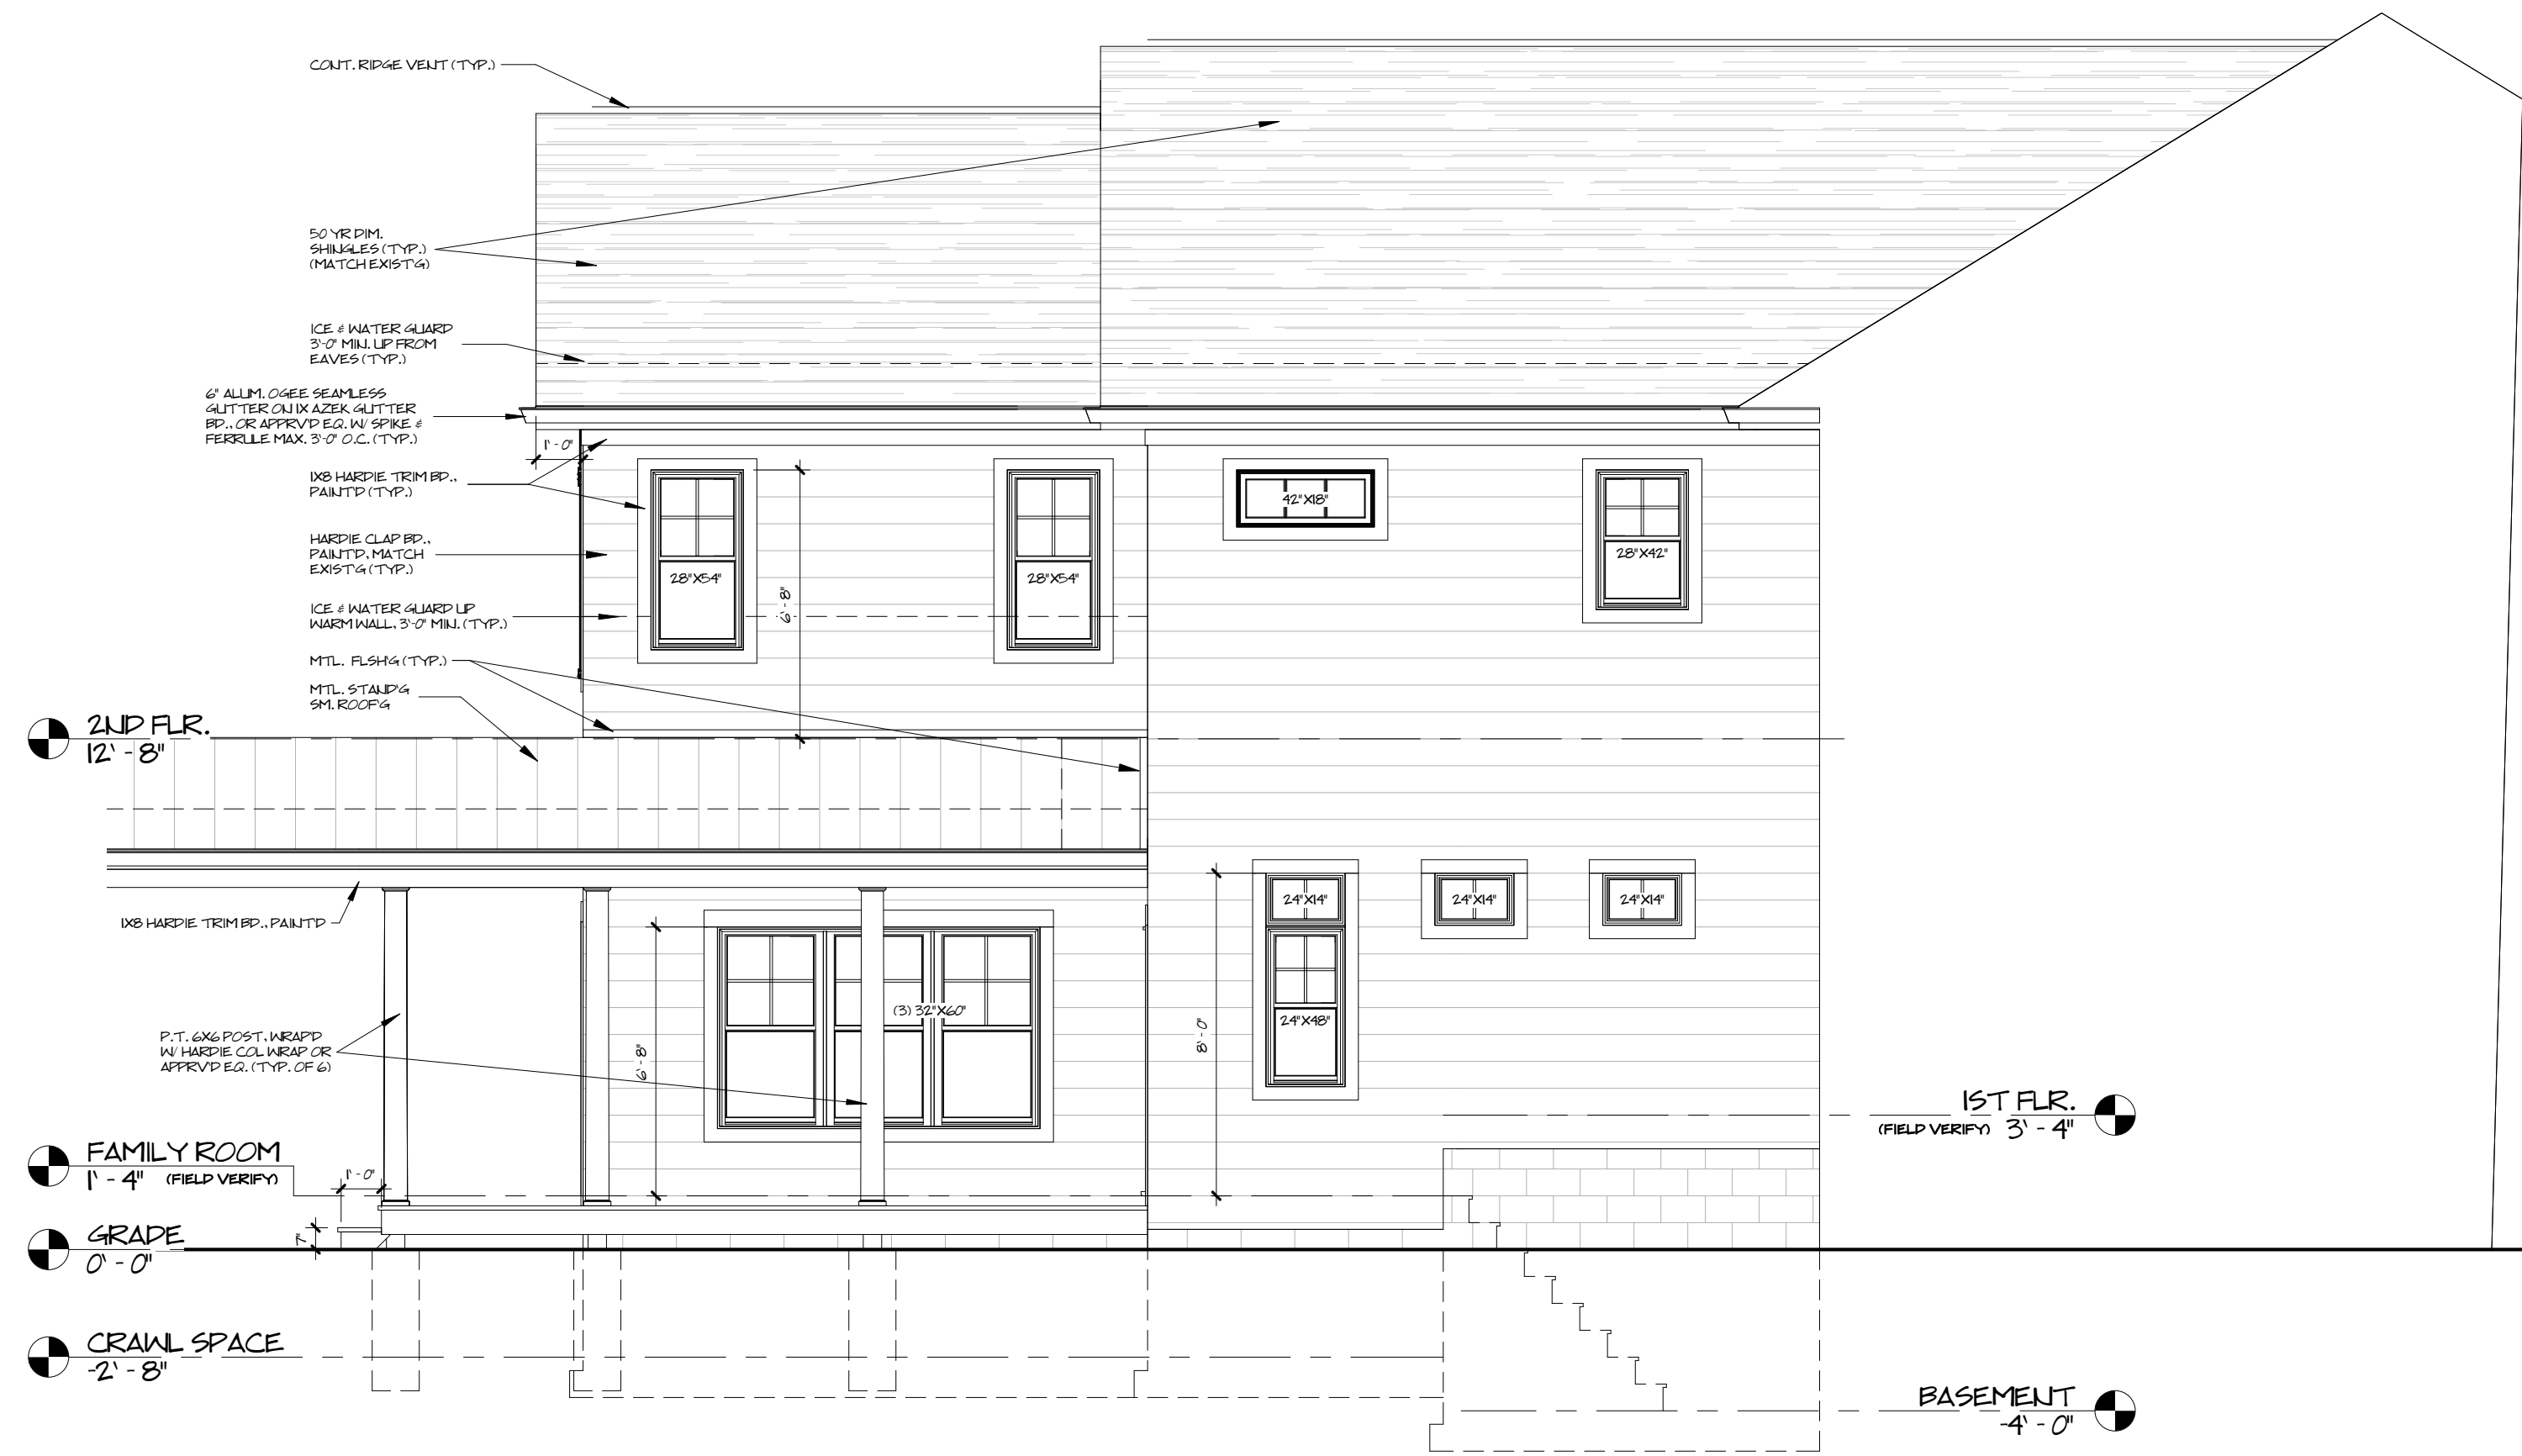 CONT. RIDGE VENT (TYP.)
50 YR DIM.
SHINGLES (TYP.)
(MATCH EXIST'G)
ICE & WATER GUARD
3'-0" MIN. UP FROM
EAVES (TYP.)
6" ALUM. OGEE SEAMLESS
GUTTER ON 1X AZEK GUTTER
BD., OR APPRV'D EQ. W/ SPIKE &
FERRULE MAX. 3'-0" O.C. (TYP.)
1' - 0"
1X8 HARDIE TRIM BD.,
PAINT'D (TYP.)
HARDIE CLAP BD.,
PAINT'D, MATCH
EXIST'G (TYP.)
ICE & WATER GUARD UP
WARM WALL, 3'-0" MIN. (TYP.)
MTL. FLSH'G (TYP.)
MTL. STAND'G
SM. ROOF'G
28"X54"
28"X54"
6' - 8"
42"X18"
28"X42"
2ND FLR.
12' - 8"
1X8 HARDIE TRIM BD., PAINT'D
24"X14"
24"X14"
24"X14"
(3) 32"X60"
24"X48"
6' - 8"
8' - 0"
P.T. 6X6 POST, WRAP'D
W/ HARDIE COL WRAP OR
APPRV'D EQ. (TYP. OF 6)
1ST FLR.
(FIELD VERIFY) 3' - 4"
FAMILY ROOM
1' - 4" (FIELD VERIFY)
1' - 0"
7"
GRADE
0' - 0"
CRAWL SPACE
-2' - 8"
BASEMENT
-4' - 0"